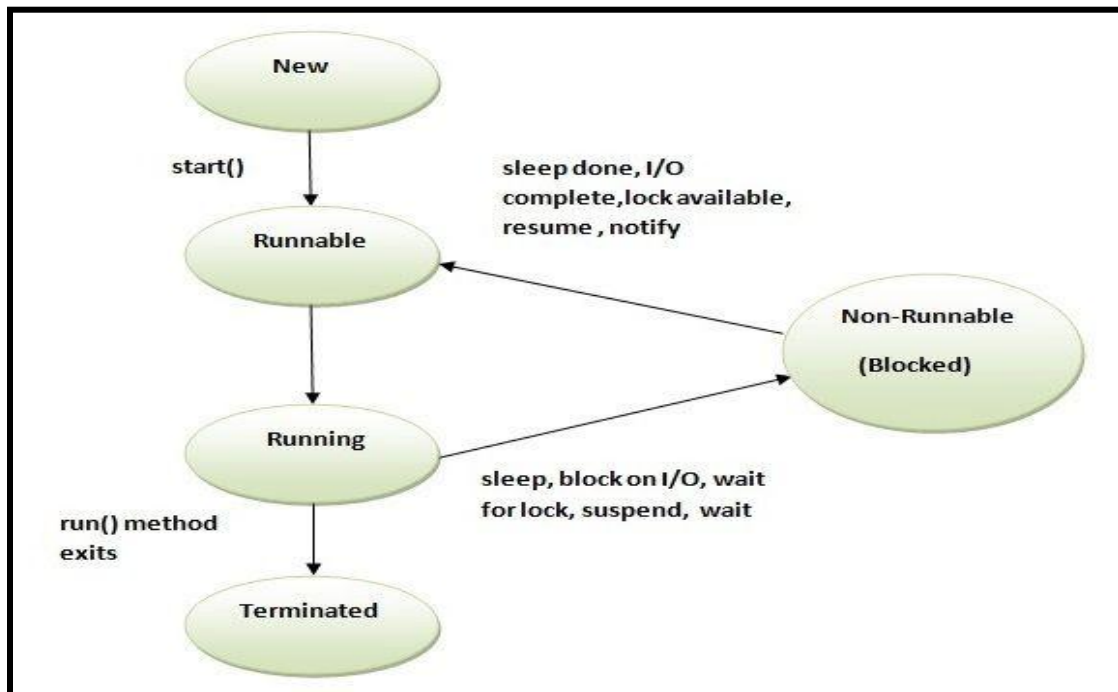 New
start()
sleep done, I/O
complete,lock available,
resume , notify
Runnable
Non-Runnable
(Blocked)
Running
sleep, block on I/O, wait
for lock, suspend, wait
run() method
exits
Terminated